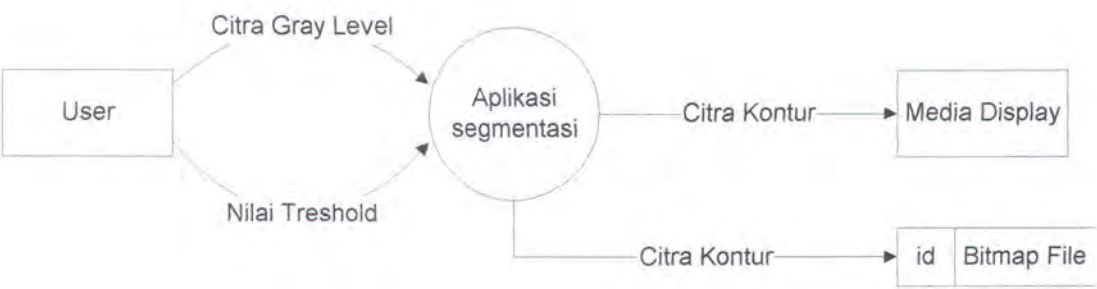 Citra Gray Level
User
Aplikasi
segmentasi
Citra Kontur
Media Display
Nilai Treshold
Citra Kontur
id
Bitmap File